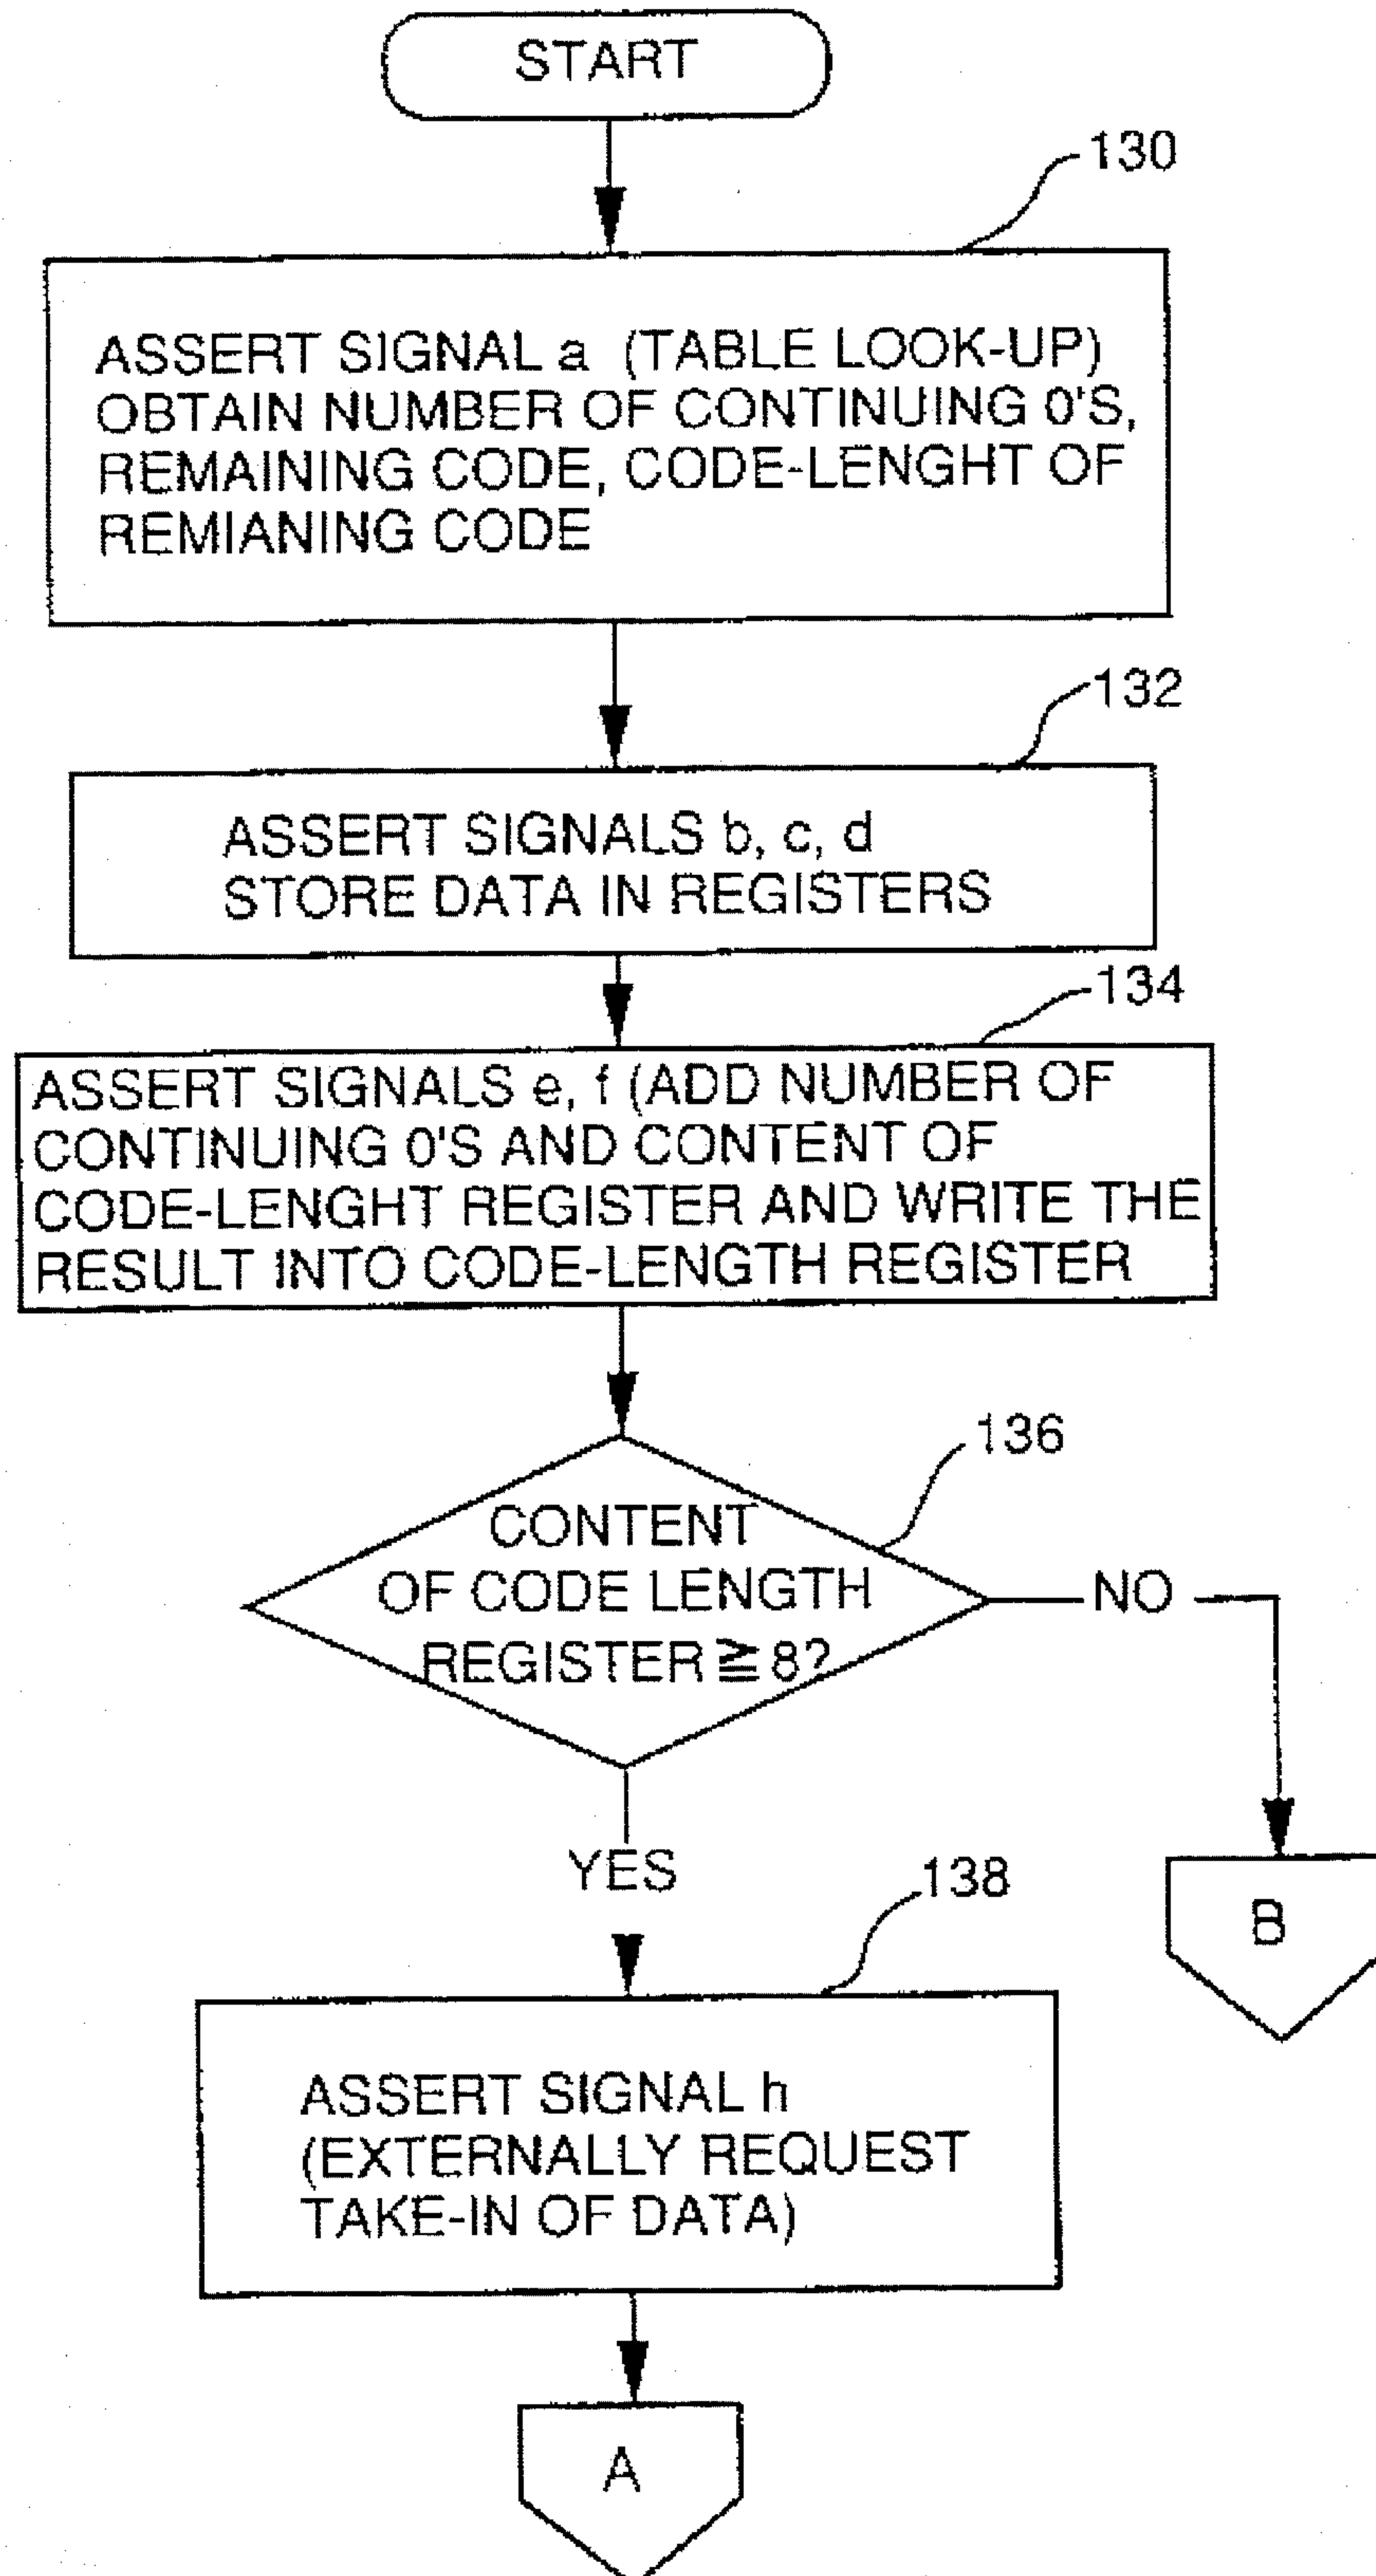 START
130
ASSERT SIGNAL a (TABLE LOOK-UP)
OBTAIN NUMBER OF CONTINUING 0'S,
REMAINING CODE, CODE-LENGHT OF
REMIANING CODE
132
ASSERT SIGNALS b, c, d
STORE DATA IN REGISTERS
134
ASSERT SIGNALS e, f (ADD NUMBER OF
CONTINUING 0'S AND CONTENT OF
CODE-LENGHT REGISTER AND WRITE THE
RESULT INTO CODE-LENGTH REGISTER
136
CONTENT
OF CODE LENGTH
REGISTER ≧ 8?
NO
YES
138
B
ASSERT SIGNAL h
(EXTERNALLY REQUEST
TAKE-IN OF DATA)
A